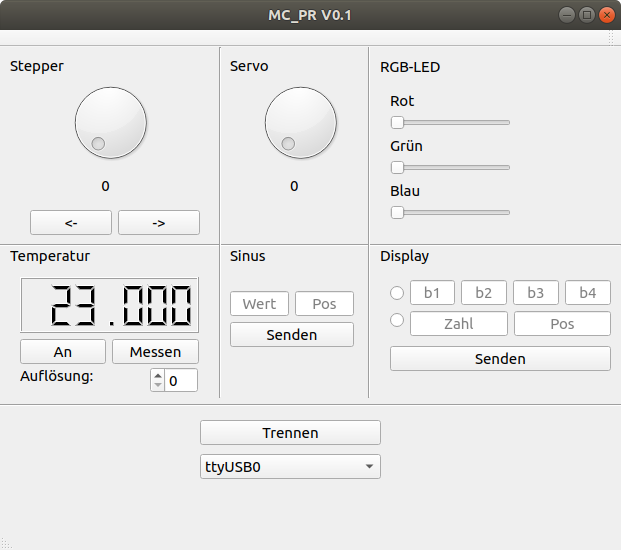 MC_PR V0.1
Stepper
0
<- ->
Servo
0
RGB-LED
Rot
Grün
Blau
Temperatur
23.000
An Messen
Auflösung: 0
Sinus
Wert Pos
Senden
Display
b1 b2 b3 b4
Zahl Pos
Senden
Trennen
ttyUSB0